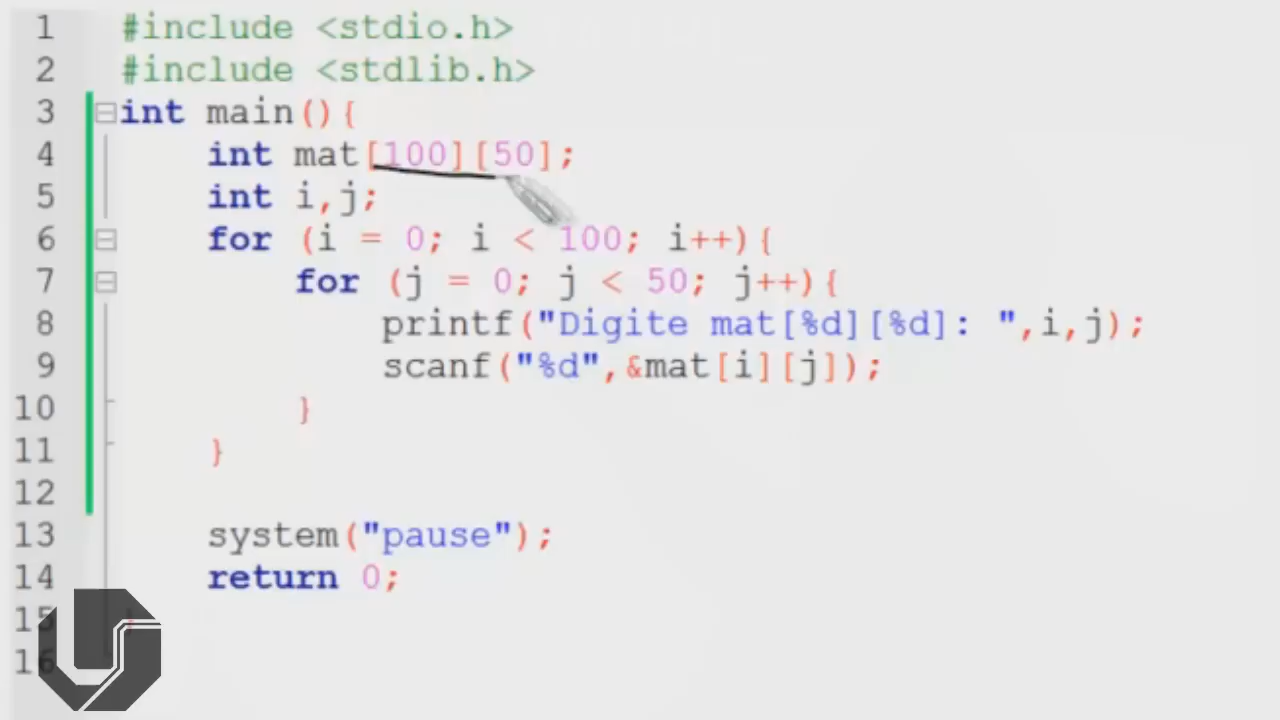 1 #include <stdio.h>
2 #include <stdlib.h>
3 int main(){
4 int mat[100][50];
5 int i,j;
6 for (i = 0; i < 100; i++){
7 for (j = 0; j < 50; j++){
8 printf("Digite mat[%d][%d]: ",i,j);
9 scanf("%d",&mat[i][j]);
10 }
11 }
12
13 system("pause");
14 return 0;
15 }
16